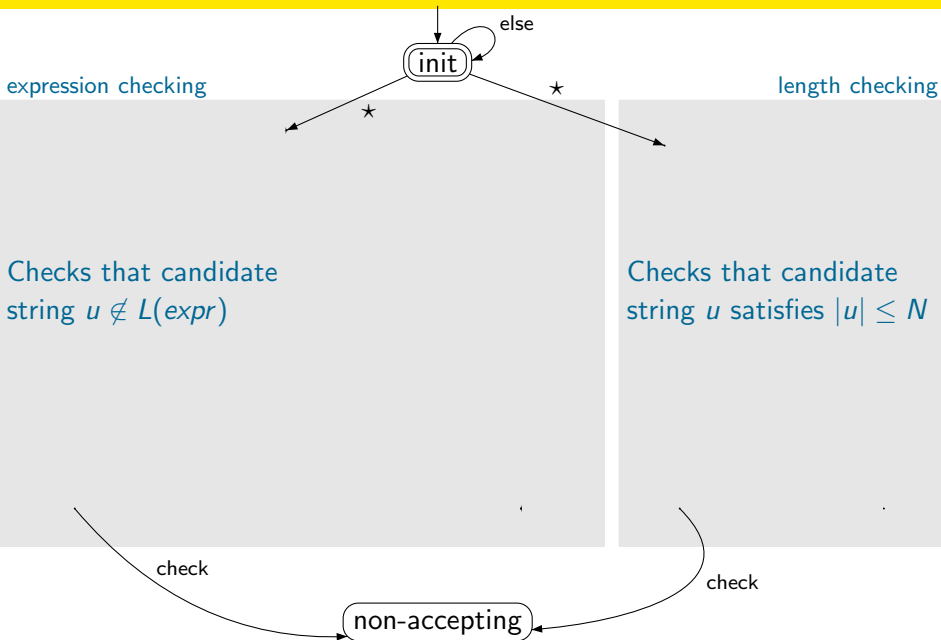 else
init
expression checking
⋆
⋆
length checking
Checks that candidate
string u ∉ L(expr)
Checks that candidate
string u satisfies |u| ≤ N
check
check
non-accepting